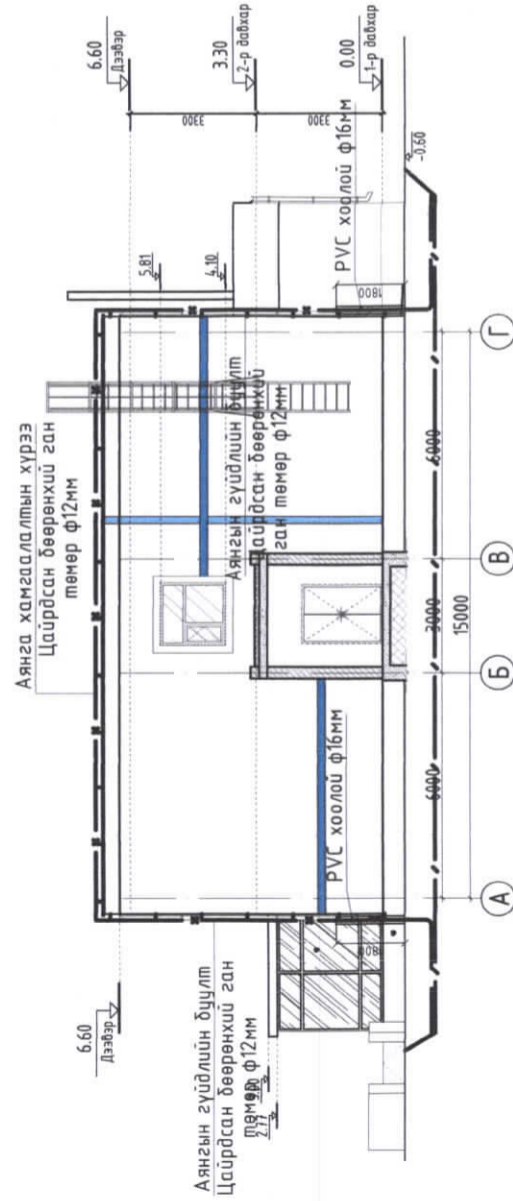 Аянга хамгаалалтын хүрээ
Цайрдсан бөөрөнхий ган
төмөр ф12мм
6.60
Дээвэр
6.60
Дээвэр
3.30
2-р давхар
0.00
1-р давхар
-0.60
3300
3300
5.81
4.10
PVC хоолой ф16мм
1800
Аянгын гүйдлийн буулт
Цайрдсан бөөрөнхий
ган төмөр ф12мм
Аянгын гүйдлийн буулт
Цайрдсан бөөрөнхий ган
төмөр ф12мм
2.77
PVC хоолой ф16мм
1800
6000
3000
6000
15000
А
Б
В
Г